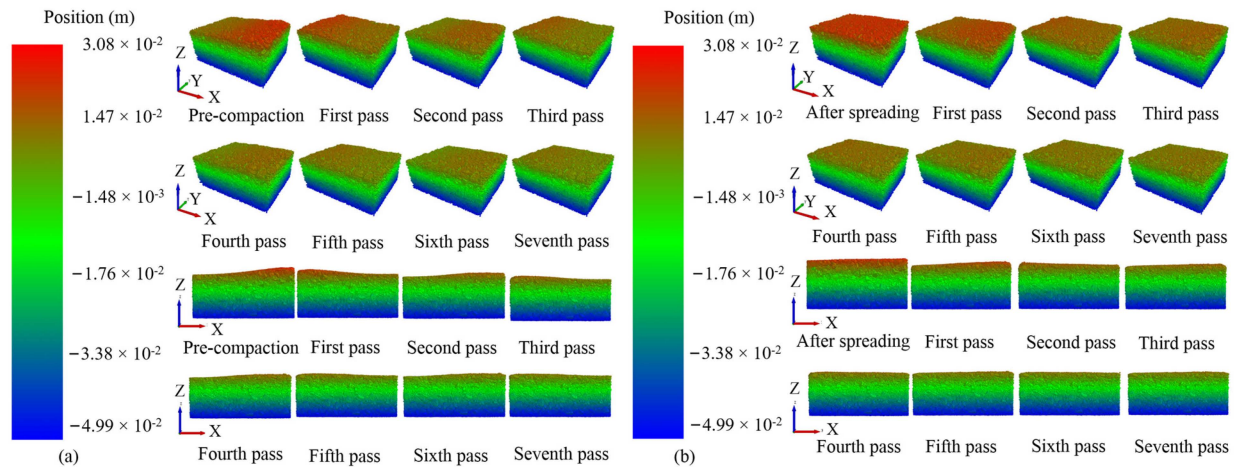 Position (m)
3.08 × 10⁻²
1.47 × 10⁻²
−1.48 × 10⁻³
−1.76 × 10⁻²
−3.38 × 10⁻²
−4.99 × 10⁻²
(a)
Z
Y
X
Pre-compaction First pass Second pass Third pass
Z
Y
X
Fourth pass Fifth pass Sixth pass Seventh pass
Z
X
Pre-compaction First pass Second pass Third pass
Z
X
Fourth pass Fifth pass Sixth pass Seventh pass
Position (m)
3.08 × 10⁻²
1.47 × 10⁻²
−1.48 × 10⁻³
−1.76 × 10⁻²
−3.38 × 10⁻²
−4.99 × 10⁻²
(b)
Z
Y
X
After spreading First pass Second pass Third pass
Z
Y
X
Fourth pass Fifth pass Sixth pass Seventh pass
Z
X
After spreading First pass Second pass Third pass
Z
X
Fourth pass Fifth pass Sixth pass Seventh pass